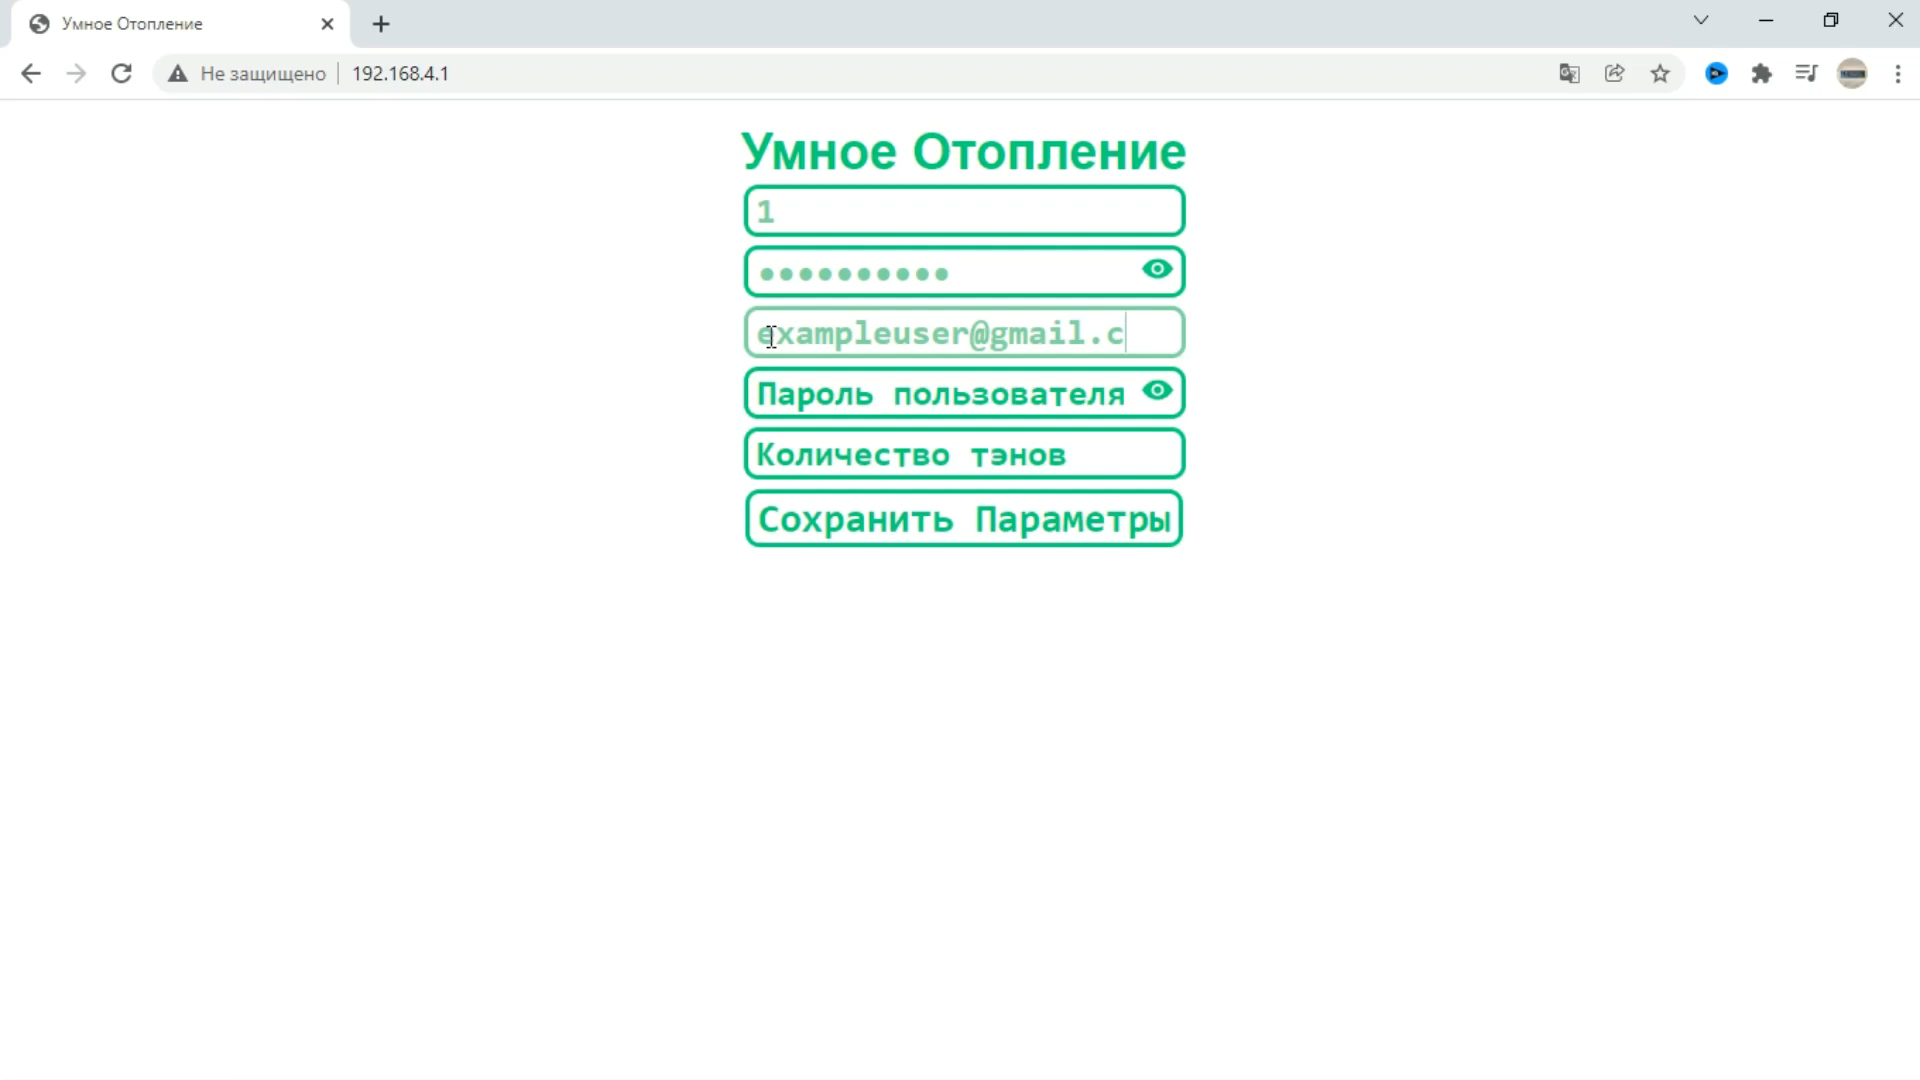 Умное Отопление
Не защищено 192.168.4.1
Умное Отопление
1
••••••••••
exampleuser@gmail.c
Пароль пользователя
Количество тэнов
Сохранить Параметры